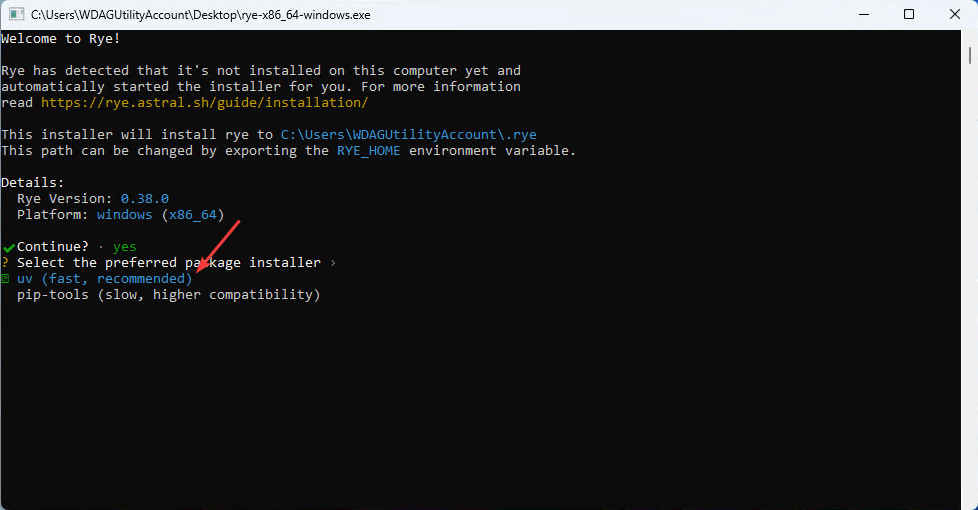 C:\Users\WDAGUtilityAccount\Desktop\rye-x86_64-windows.exe
Welcome to Rye!
Rye has detected that it's not installed on this computer yet and
automatically started the installer for you. For more information
read https://rye.astral.sh/guide/installation/
This installer will install rye to C:\Users\WDAGUtilityAccount\.rye
This path can be changed by exporting the RYE_HOME environment variable.
Details:
Rye Version: 0.38.0
Platform: windows (x86_64)
✔Continue? · yes
? Select the preferred package installer ›
uv (fast, recommended)
pip-tools (slow, higher compatibility)